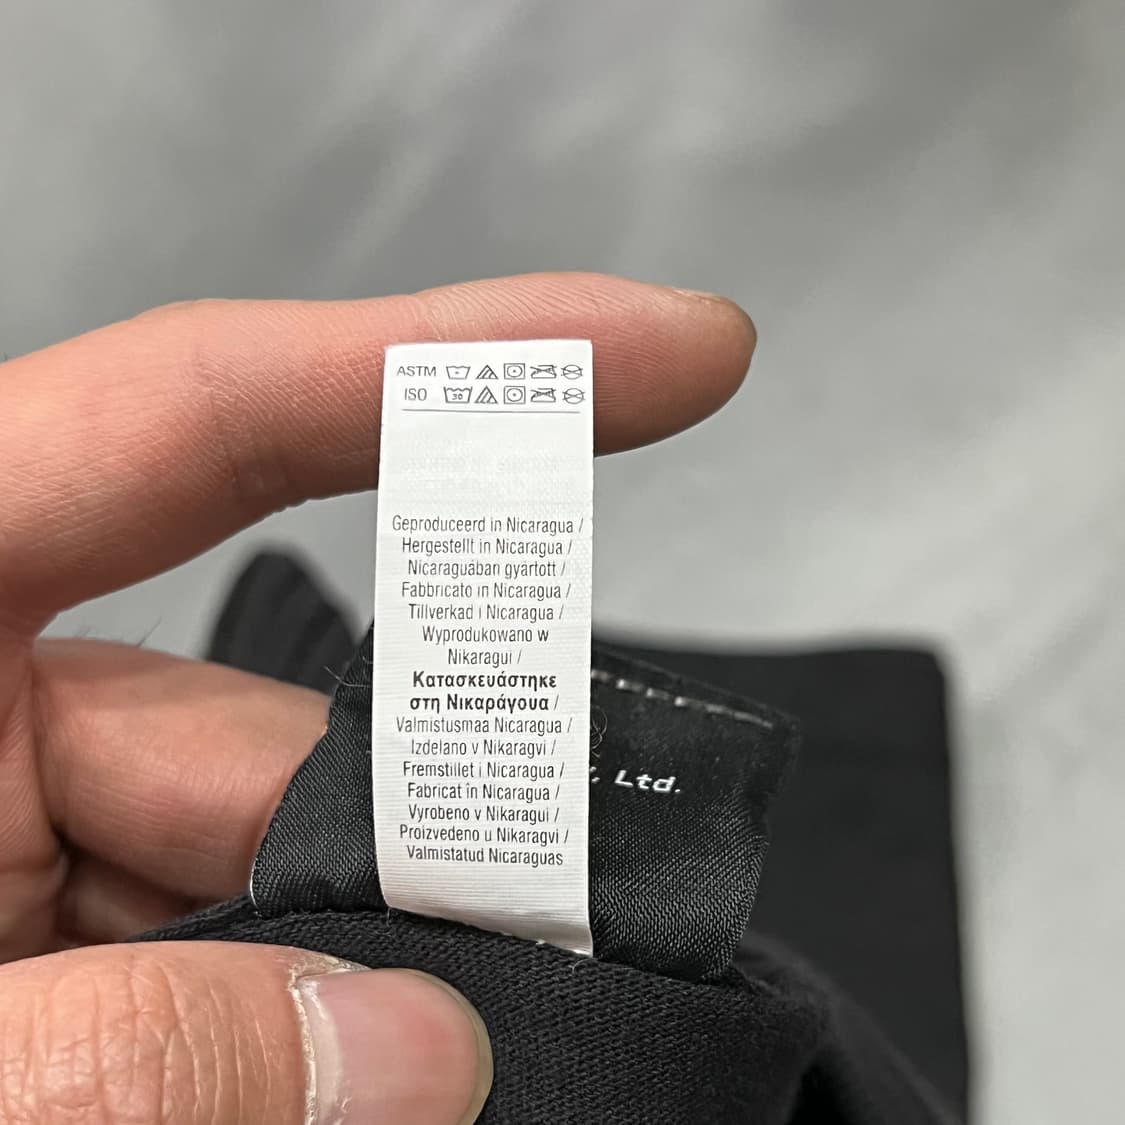 ASTM
ISO 30
Geproduceerd in Nicaragua /
Hergestellt in Nicaragua /
Nicaraguában gyártott /
Fabbricato in Nicaragua /
Tillverkad i Nicaragua /
Wyprodukowano w
Nikaragui /
Κατασκευάστηκε
στη Νικαράγουα /
Valmistusmaa Nicaragua /
Izdelano v Nikaragvi /
Fremstillet i Nicaragua /
Fabricat în Nicaragua /
Vyrobeno v Nikaragui /
Proizvedeno u Nikaragvi /
Valmistatud Nicaraguas
, Ltd.